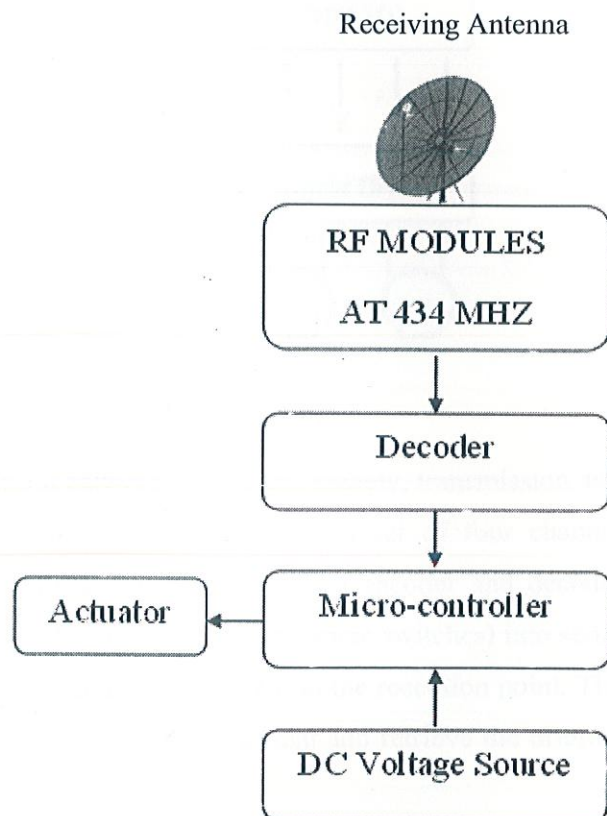 Receiving Antenna
RF MODULES
AT 434 MHZ
Decoder
Actuator
Micro-controller
DC Voltage Source